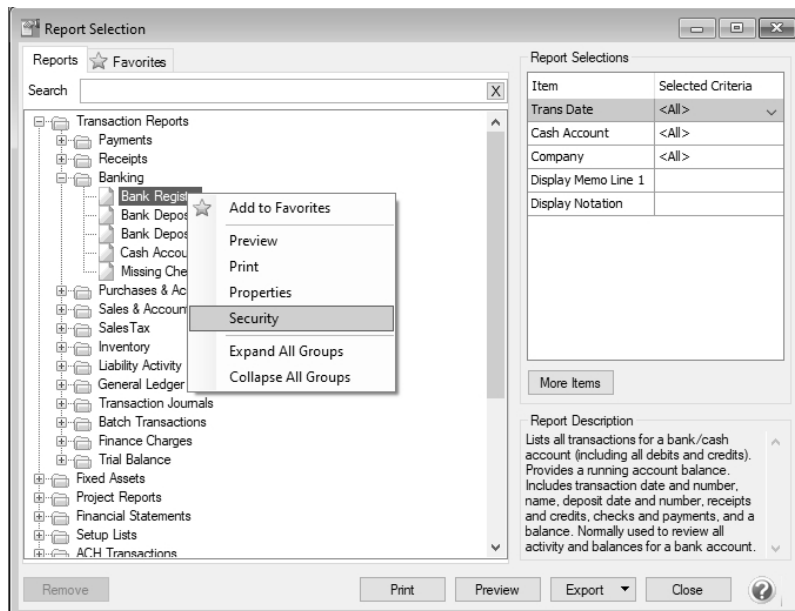 Report Selection
Reports
Favorites
Search
X
Transaction Reports
Payments
Receipts
Banking
Bank Regist
Bank Depos
Bank Depos
Cash Accou
Missing Che
Purchases & Ac
Sales & Account
Sales Tax
Inventory
Liability Activity
General Ledger
Transaction Journals
Batch Transactions
Finance Charges
Trial Balance
Fixed Assets
Project Reports
Financial Statements
Setup Lists
ACH Transactions
Add to Favorites
Preview
Print
Properties
Security
Expand All Groups
Collapse All Groups
Report Selections
Item Selected Criteria
Trans Date <All>
Cash Account <All>
Company <All>
Display Memo Line 1
Display Notation
More Items
Report Description
Lists all transactions for a bank/cash
account (including all debits and credits).
Provides a running account balance.
Includes transaction date and number,
name, deposit date and number, receipts
and credits, checks and payments, and a
balance. Normally used to review all
activity and balances for a bank account.
Remove
Print
Preview
Export
Close
?